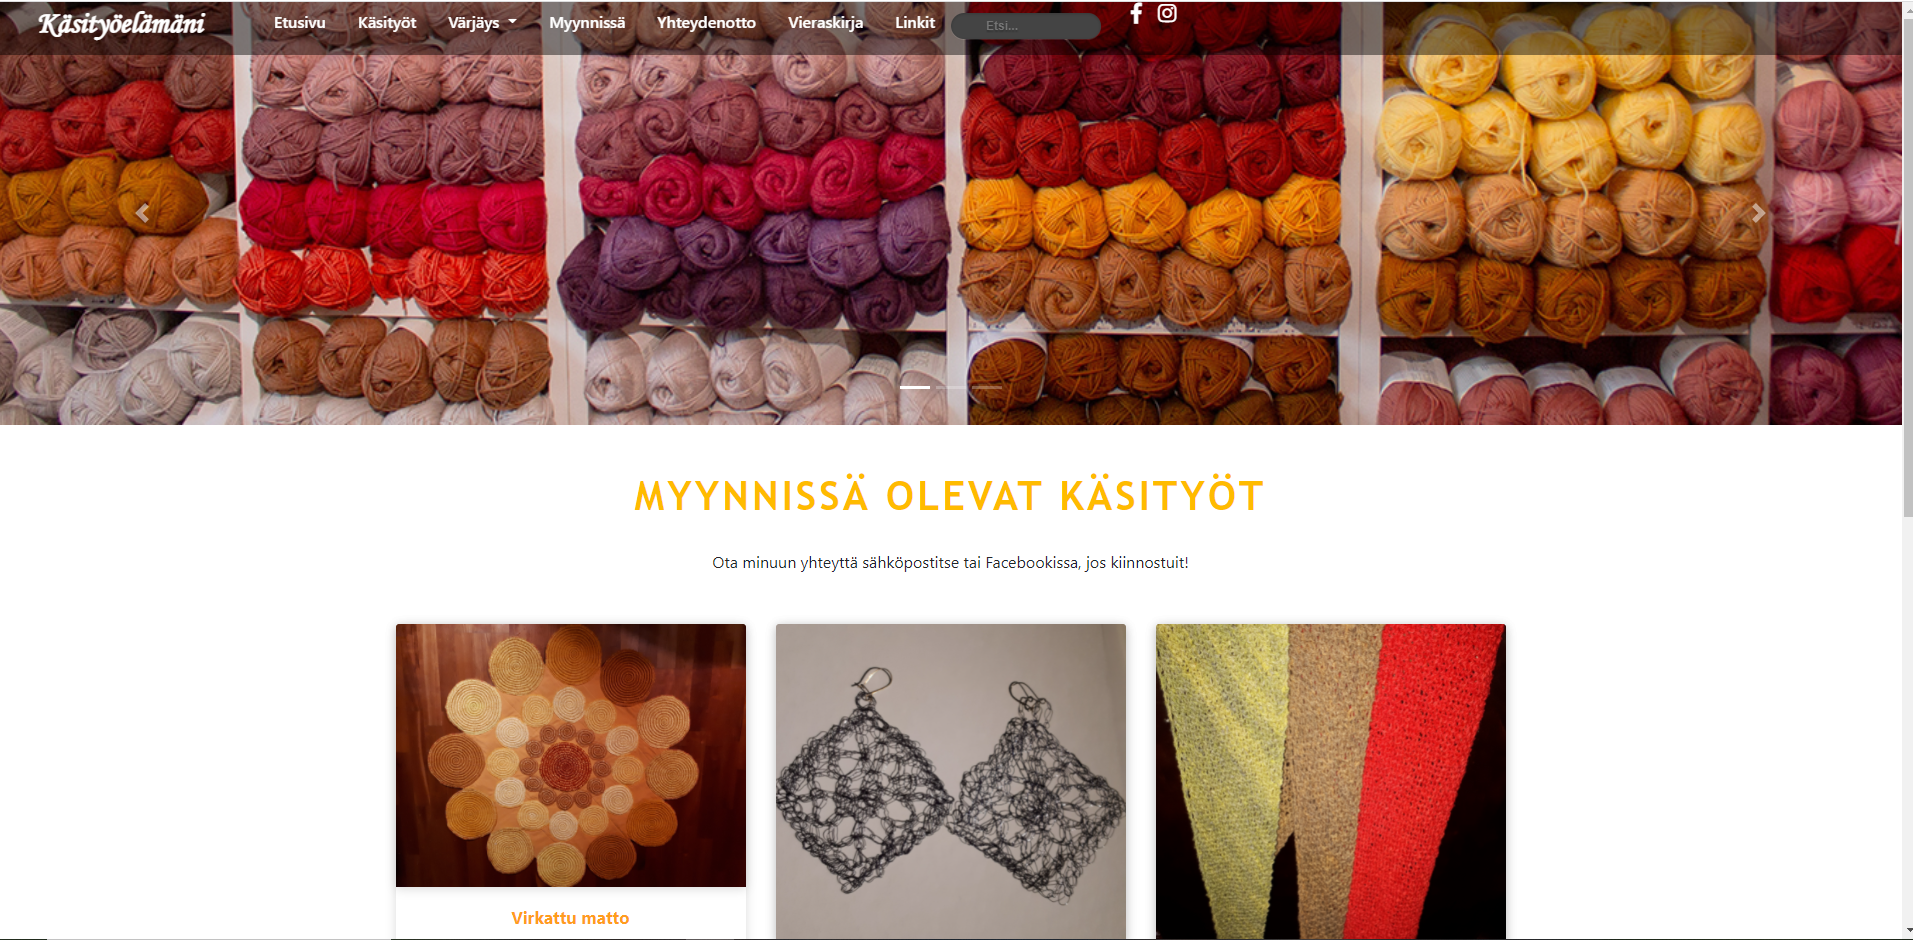 Käsityöelämäni
Etusivu Käsityöt Värjäys Myynnissä Yhteydenotto Vieraskirja Linkit Etsi...
MYYNNISSÄ OLEVAT KÄSITYÖT
Ota minuun yhteyttä sähköpostitse tai Facebookissa, jos kiinnostuit!
Virkattu matto